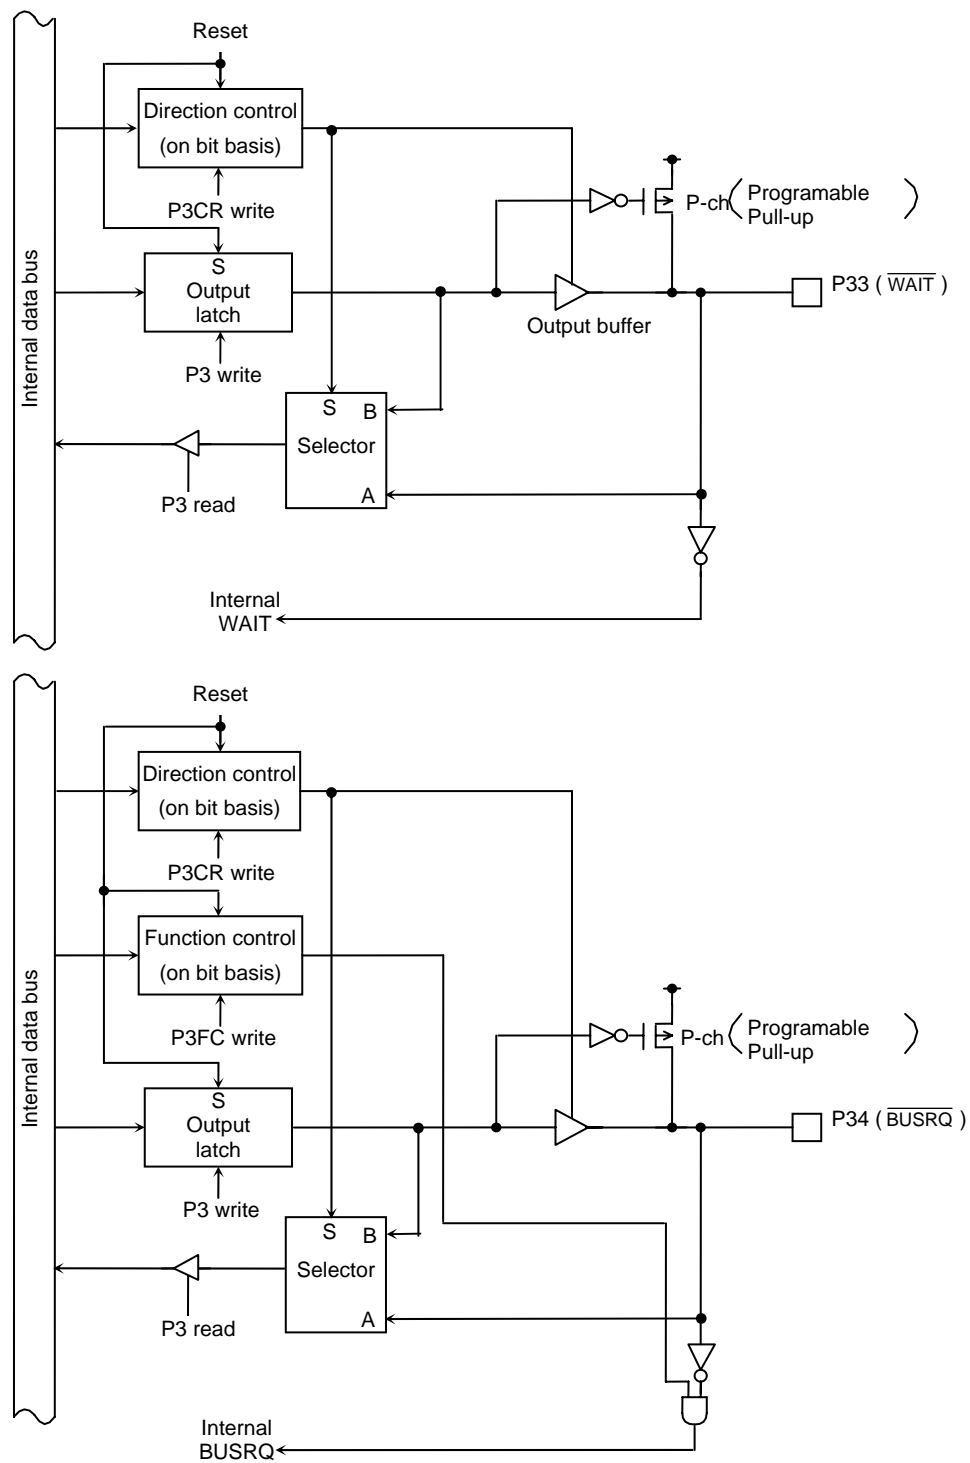 Reset
Direction control
(on bit basis)
P3CR write
P-ch
Programable
Pull-up
Internal data bus
S
Output
latch
P33 ( WAIT )
Output buffer
P3 write
S B
Selector
A
P3 read
Internal
WAIT
Reset
Direction control
(on bit basis)
P3CR write
Function control
(on bit basis)
P3FC write
P-ch
Programable
Pull-up
Internal data bus
S
Output
latch
P34 ( BUSRQ )
P3 write
S B
Selector
A
P3 read
Internal
BUSRQ